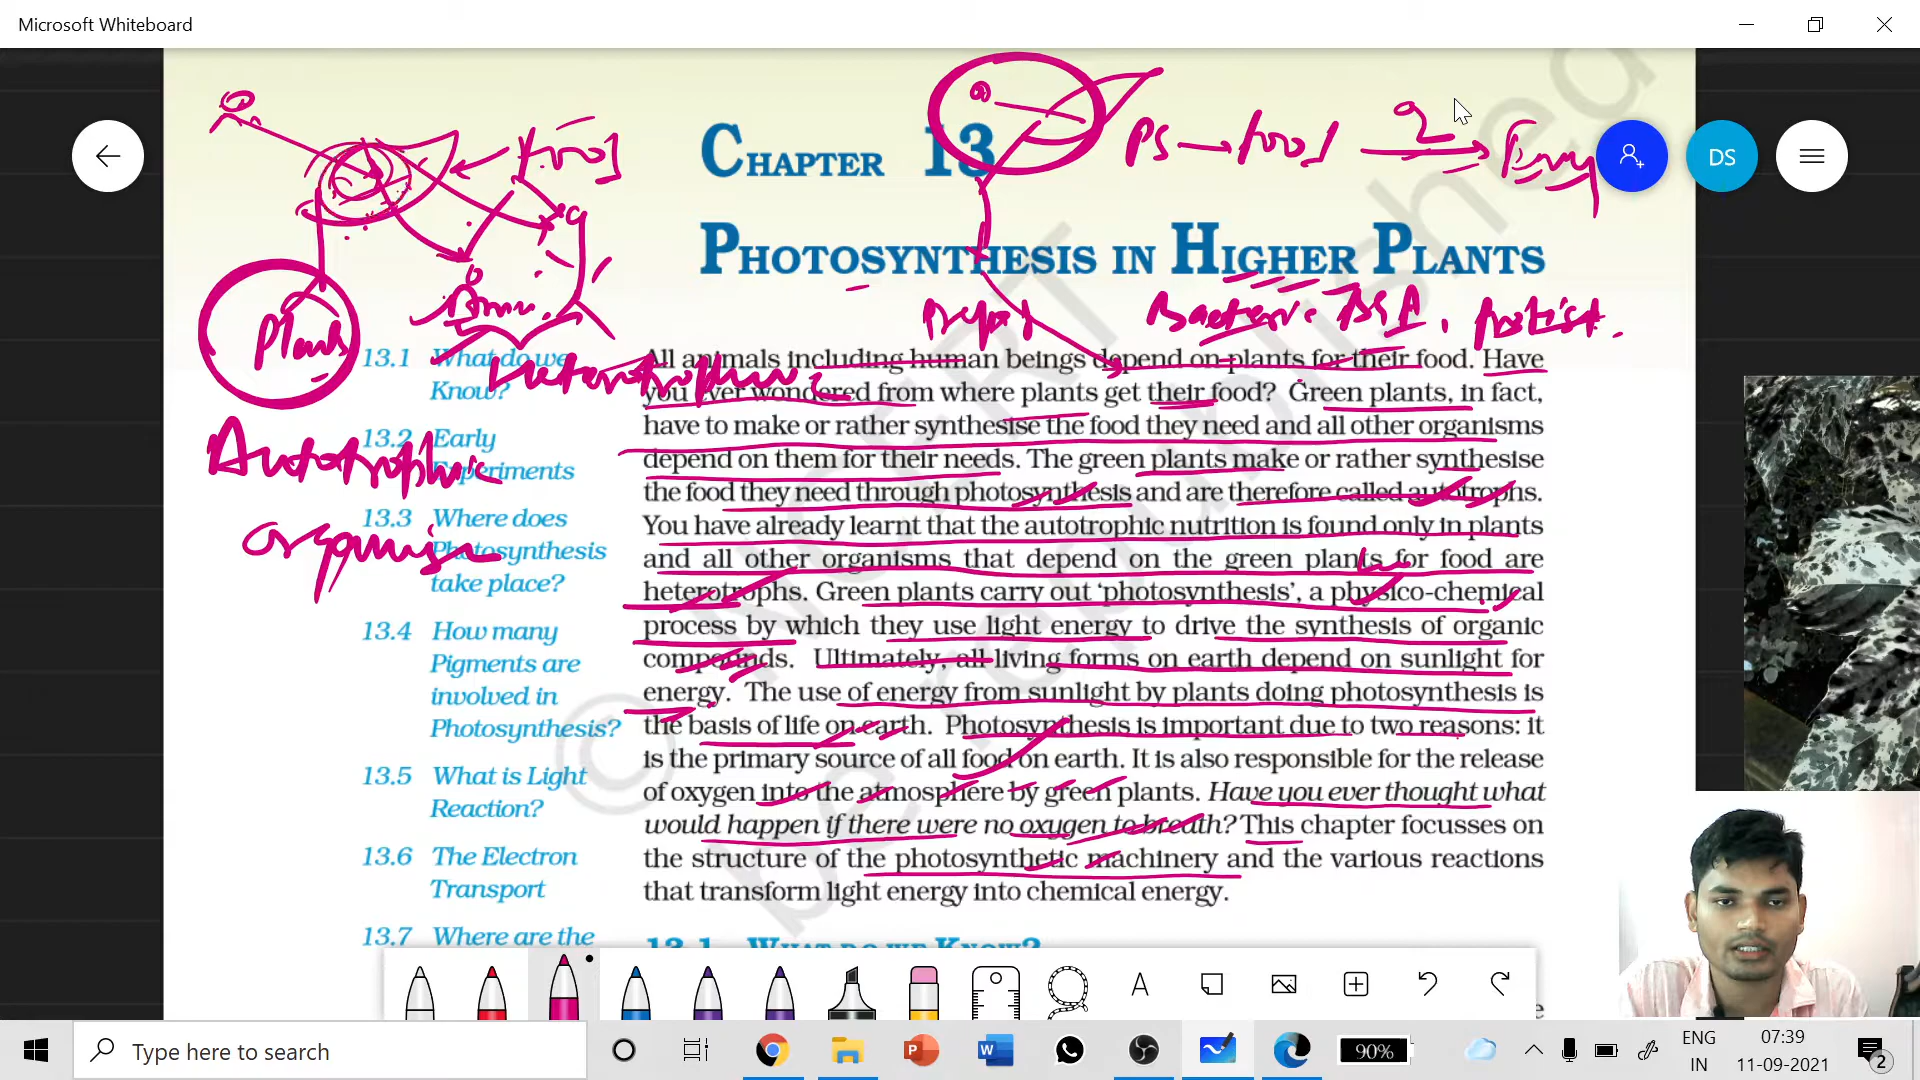 Microsoft Whiteboard
CHAPTER 13
PS → food → Energy
DS
PHOTOSYNTHESIS IN HIGHER PLANTS
Plants
Bacteria. BGA, Protist.
Heterotrophic
Autotrophic
organism
13.1 What do we
Know?
13.2 Early
Experiments
13.3 Where does
Photosynthesis
take place?
13.4 How many
Pigments are
involved in
Photosynthesis?
13.5 What is Light
Reaction?
13.6 The Electron
Transport
13.7 Where are the
All animals including human beings depend on plants for their food. Have
you ever wondered from where plants get their food? Green plants, in fact,
have to make or rather synthesise the food they need and all other organisms
depend on them for their needs. The green plants make or rather synthesise
the food they need through photosynthesis and are therefore called autotrophs.
You have already learnt that the autotrophic nutrition is found only in plants
and all other organisms that depend on the green plants for food are
heterotrophs. Green plants carry out ‘photosynthesis’, a physico-chemical
process by which they use light energy to drive the synthesis of organic
compounds. Ultimately, all living forms on earth depend on sunlight for
energy. The use of energy from sunlight by plants doing photosynthesis is
the basis of life on earth. Photosynthesis is important due to two reasons: it
is the primary source of all food on earth. It is also responsible for the release
of oxygen into the atmosphere by green plants. Have you ever thought what
would happen if there were no oxygen to breath? This chapter focusses on
the structure of the photosynthetic machinery and the various reactions
that transform light energy into chemical energy.
13.1 WHAT DO WE KNOW?
© NCERT
be republished
Type here to search
90%
ENG
IN
07:39
11-09-2021
2